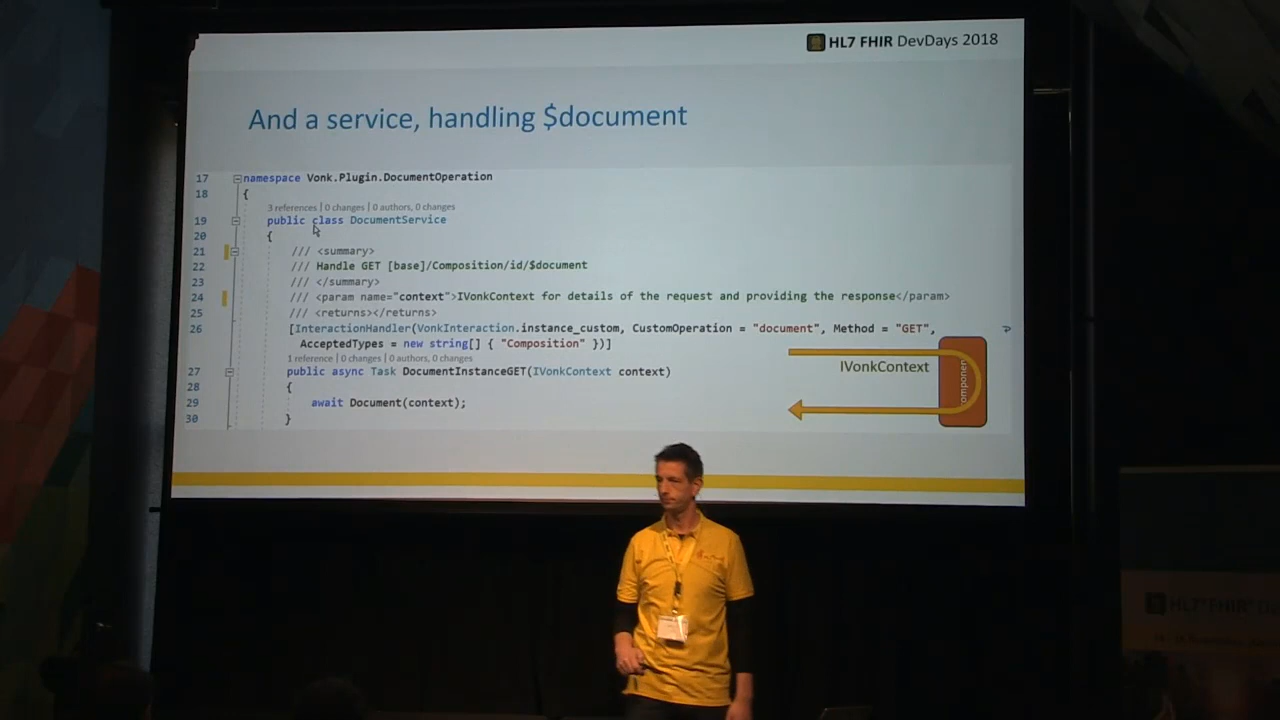 HL7 FHIR DevDays 2018
And a service, handling $document
17 namespace Vonk.Plugin.DocumentOperation
18 {
3 references | 0 changes | 0 authors, 0 changes
19 public class DocumentService
20 {
21 /// <summary>
22 /// Handle GET [base]/Composition/id/$document
23 /// </summary>
24 /// <param name="context">IVonkContext for details of the request and providing the response</param>
25 /// <returns></returns>
26 [InteractionHandler(VonkInteraction.instance_custom, CustomOperation = "document", Method = "GET",
AcceptedTypes = new string[] { "Composition" })]
1 reference | 0 changes | 0 authors, 0 changes
27 public async Task DocumentInstanceGET(IVonkContext context)
28 {
29 await Document(context);
30 }
IVonkContext
omponen
HL7 FHIR D